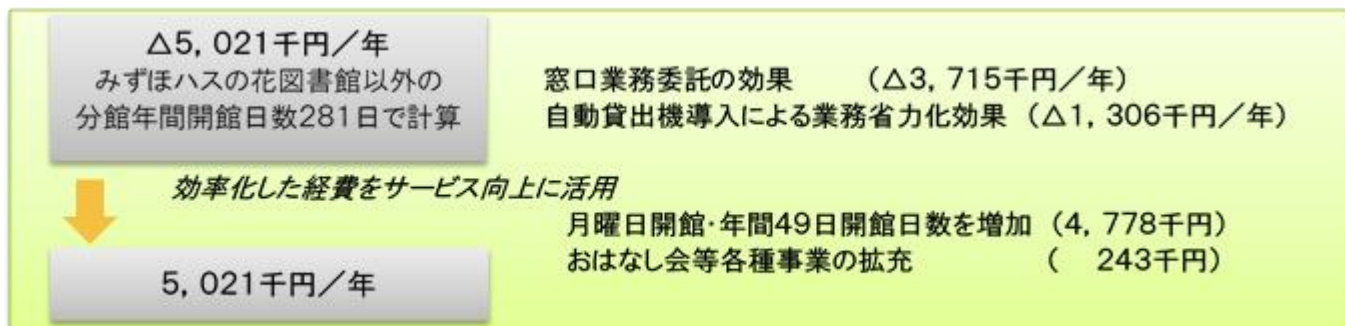 △5，021千円／年
みずほハスの花図書館以外の
分館年間開館日数281日で計算
窓口業務委託の効果　　（△3，715千円／年）
自動貸出機導入による業務省力化効果（△1，306千円／年）
効率化した経費をサービス向上に活用
月曜日開館・年間49日開館日数を増加（4，778千円）
おはなし会等各種事業の拡充　　　　（　243千円）
5，021千円／年